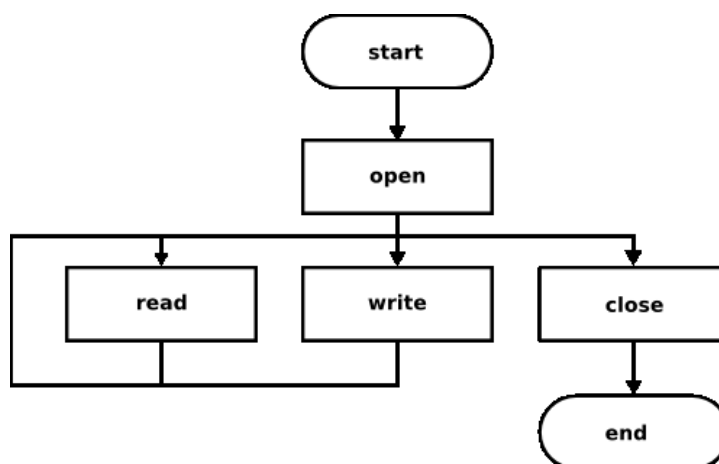 start
open
read
write
close
end